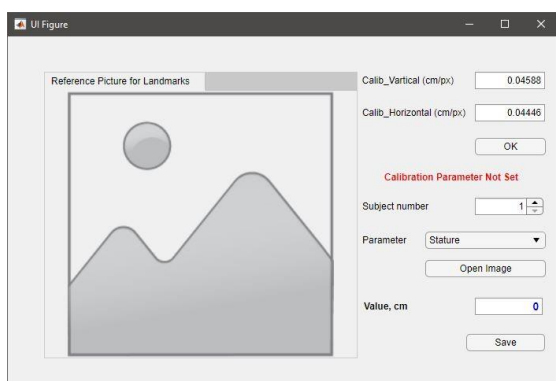 UI Figure
Reference Picture for Landmarks
Calib_Vartical (cm/px) 0.04588
Calib_Horizontal (cm/px) 0.04446
OK
Calibration Parameter Not Set
Subject number 1
Parameter Stature
Open Image
Value, cm 0
Save